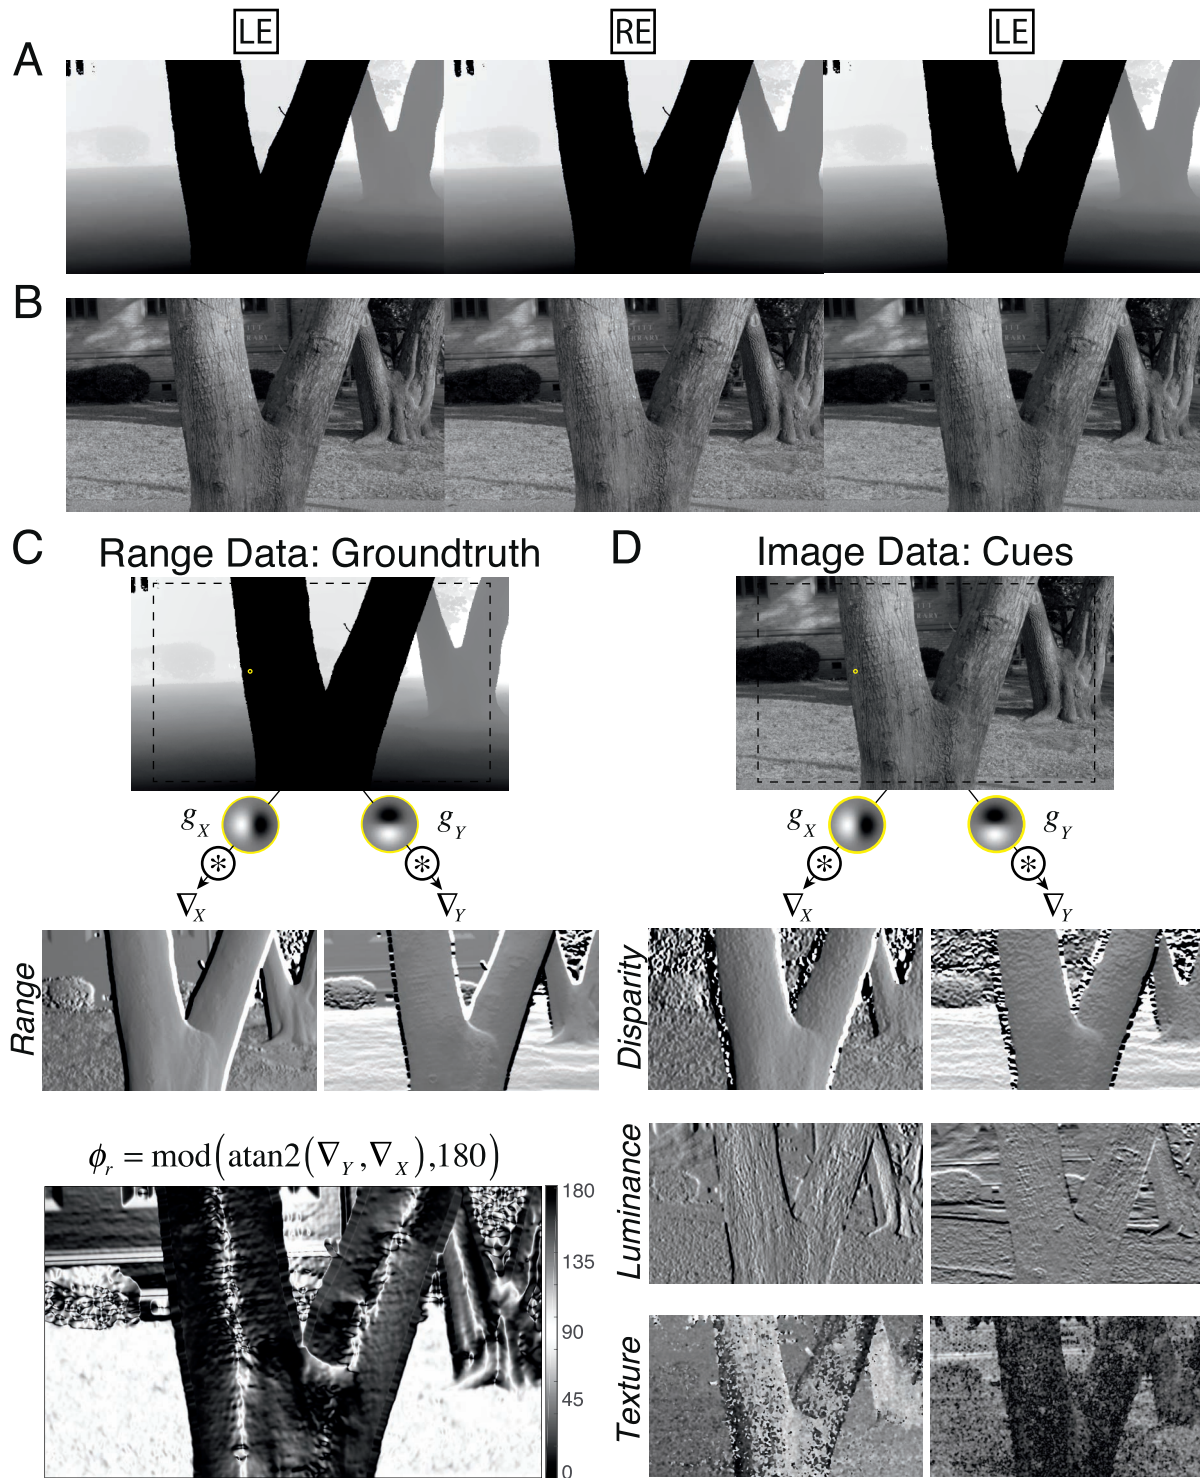 LE RE LE
A
B
C Range Data: Groundtruth
D Image Data: Cues
g_X g_Y
* *
∇_X ∇_Y
g_X g_Y
* *
∇_X ∇_Y
Range
ϕ_r = mod(atan2(∇_Y,∇_X),180)
180
135
90
45
0
Disparity
Luminance
Texture